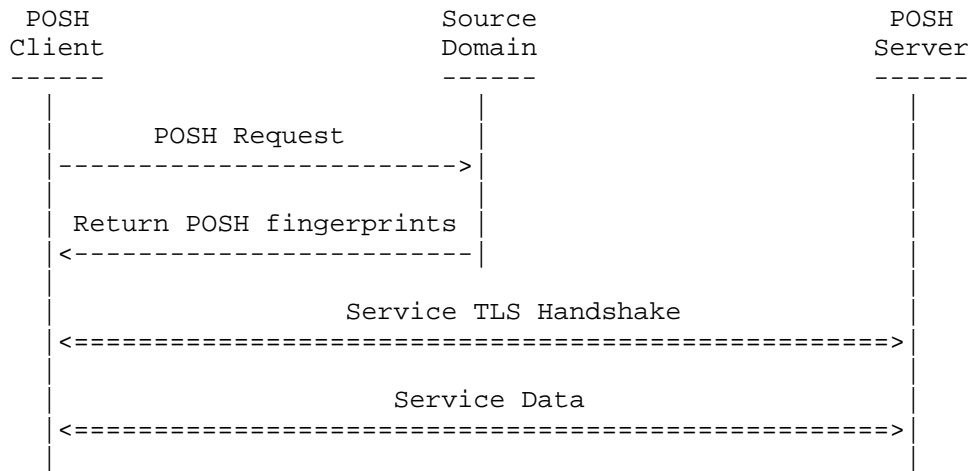 POSH Source POSH
Client Domain Server
------ ------ ------
POSH Request
Return POSH fingerprints
Service TLS Handshake
Service Data